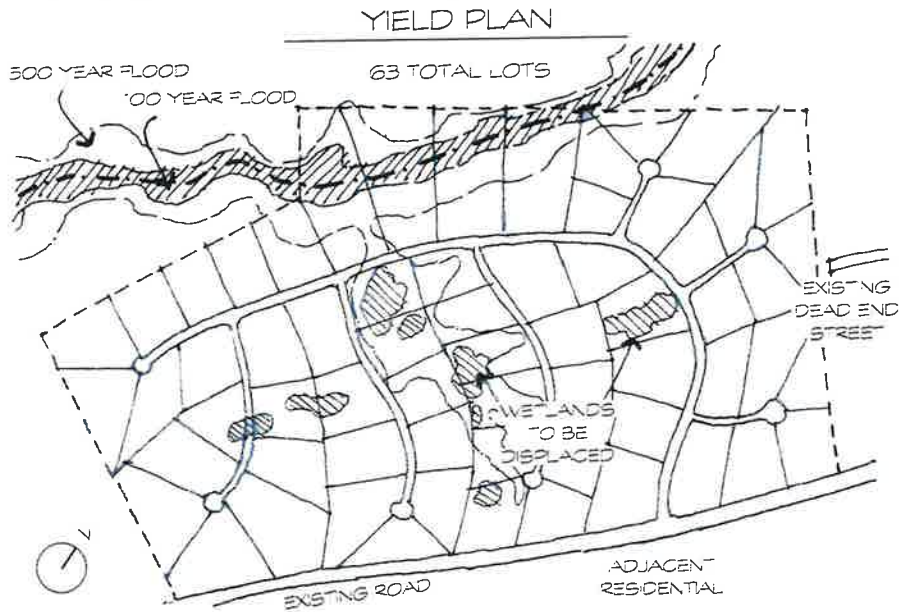 YIELD PLAN
63 TOTAL LOTS
500 YEAR FLOOD
100 YEAR FLOOD
EXISTING
DEAD END
STREET
WETLANDS
TO BE
DISPLACED
N
EXISTING ROAD
ADJACENT
RESIDENTIAL